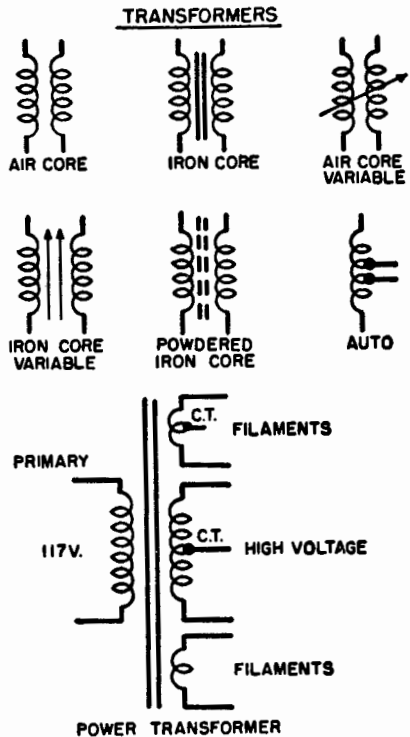 TRANSFORMERS
AIR CORE
IRON CORE
AIR CORE
VARIABLE
IRON CORE
VARIABLE
POWDERED
IRON CORE
AUTO
C.T.
FILAMENTS
PRIMARY
117V.
C.T.
HIGH VOLTAGE
FILAMENTS
POWER TRANSFORMER